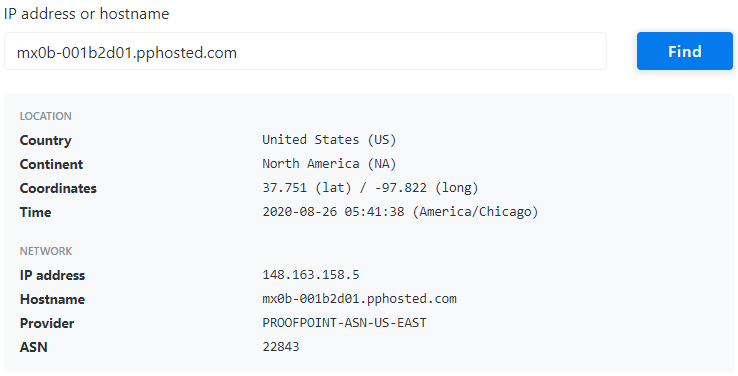 IP address or hostname
mx0b-001b2d01.pphosted.com Find
LOCATION
Country United States (US)
Continent North America (NA)
Coordinates 37.751 (lat) / -97.822 (long)
Time 2020-08-26 05:41:38 (America/Chicago)
NETWORK
IP address 148.163.158.5
Hostname mx0b-001b2d01.pphosted.com
Provider PROOFPOINT-ASN-US-EAST
ASN 22843